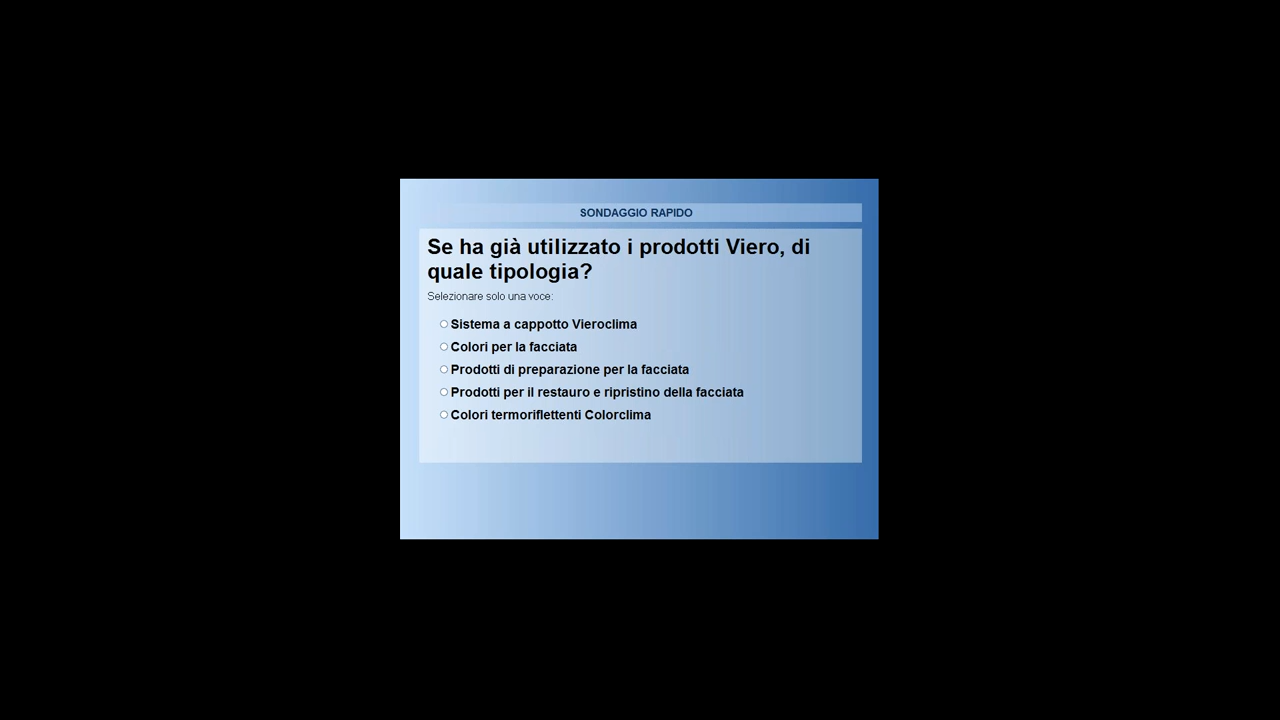 SONDAGGIO RAPIDO
Se ha già utilizzato i prodotti Viero, di
quale tipologia?
Selezionare solo una voce:
Sistema a cappotto Vieroclima
Colori per la facciata
Prodotti di preparazione per la facciata
Prodotti per il restauro e ripristino della facciata
Colori termoriflettenti Colorclima